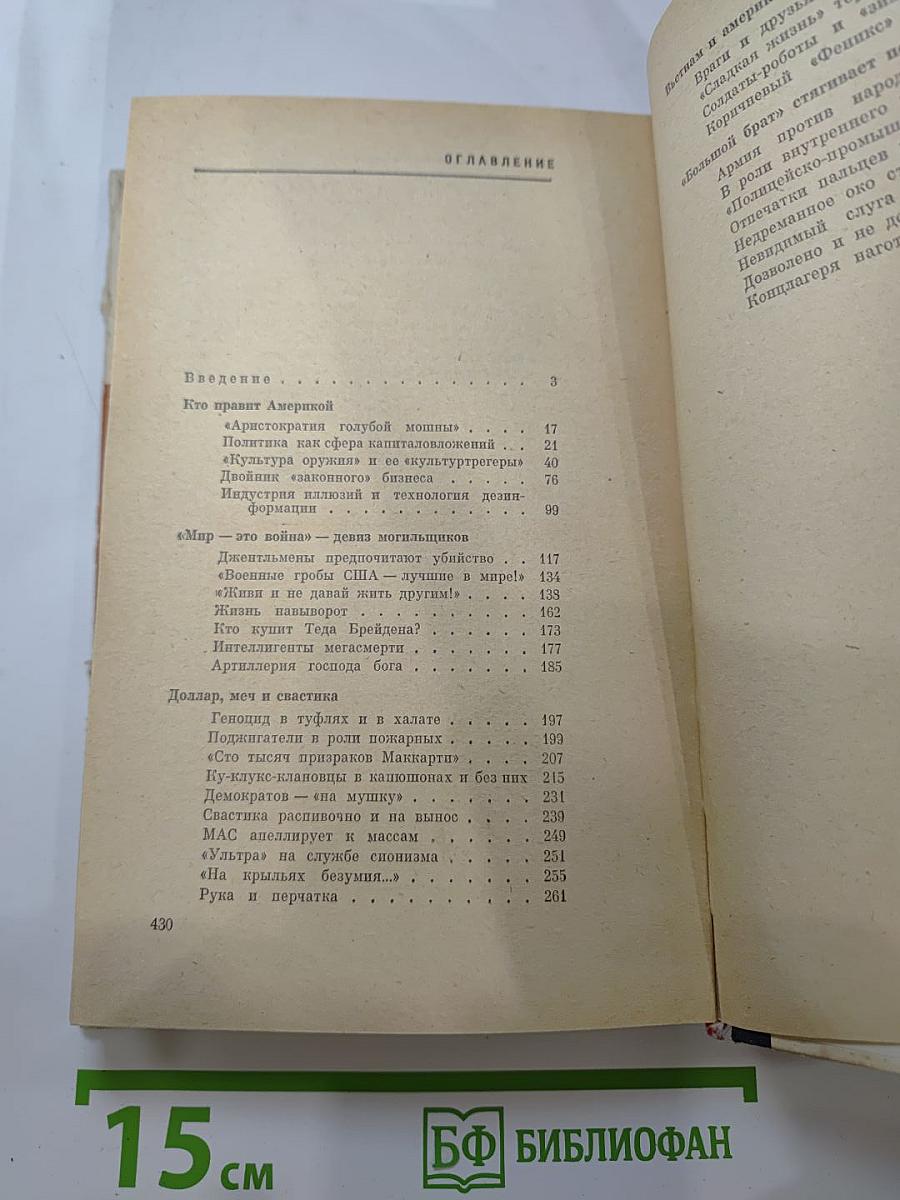 ОГЛАВЛЕНИЕ
Введение . . . . . . . . . . . . . . . 3
Кто правит Америкой
«Аристократия голубой мошны» . . . . 17
Политика как сфера капиталовложений . . 21
«Культура оружия» и ее «культуртрегеры» 40
Двойник «законного» бизнеса . . . . . 76
Индустрия иллюзий и технология дезин-
формации . . . . . . . . . . . . 99
«Мир — это война» — девиз могильщиков
Джентльмены предпочитают убийство . . 117
«Военные гробы США — лучшие в мире!» 134
«Живи и не давай жить другим!» . . . . 138
Жизнь навыворот . . . . . . . . . . 162
Кто купит Теда Брейдена? . . . . . . 173
Интеллигенты мегасмерти . . . . . . . 177
Артиллерия господа бога . . . . . . . 185
Доллар, меч и свастика
Геноцид в туфлях и в халате . . . . . 197
Поджигатели в роли пожарных . . . . . 199
«Сто тысяч призраков Маккарти» . . . . 207
Ку-клукс-клановцы в капюшонах и без них 215
Демократов — «на мушку» . . . . . . . 231
Свастика распивочно и на вынос . . . . 239
МАС апеллирует к массам . . . . . . 249
«Ультра» на службе сионизма . . . . . 251
«На крыльях безумия...» . . . . . . . 255
Рука и перчатка . . . . . . . . . . 261
430
Вьетнам и
Враги и друзья
«Сладкая жизнь»
Солдаты-роботы и
Коричневый «Феникс»
«Большой брат» стягивает
Армия против
В роли внутреннего
Отпечатки пальцев
Недреманное око
Невидимый слуга
Дозволено и не
Концлагеря
15 см
БФ БИБЛИОФАН